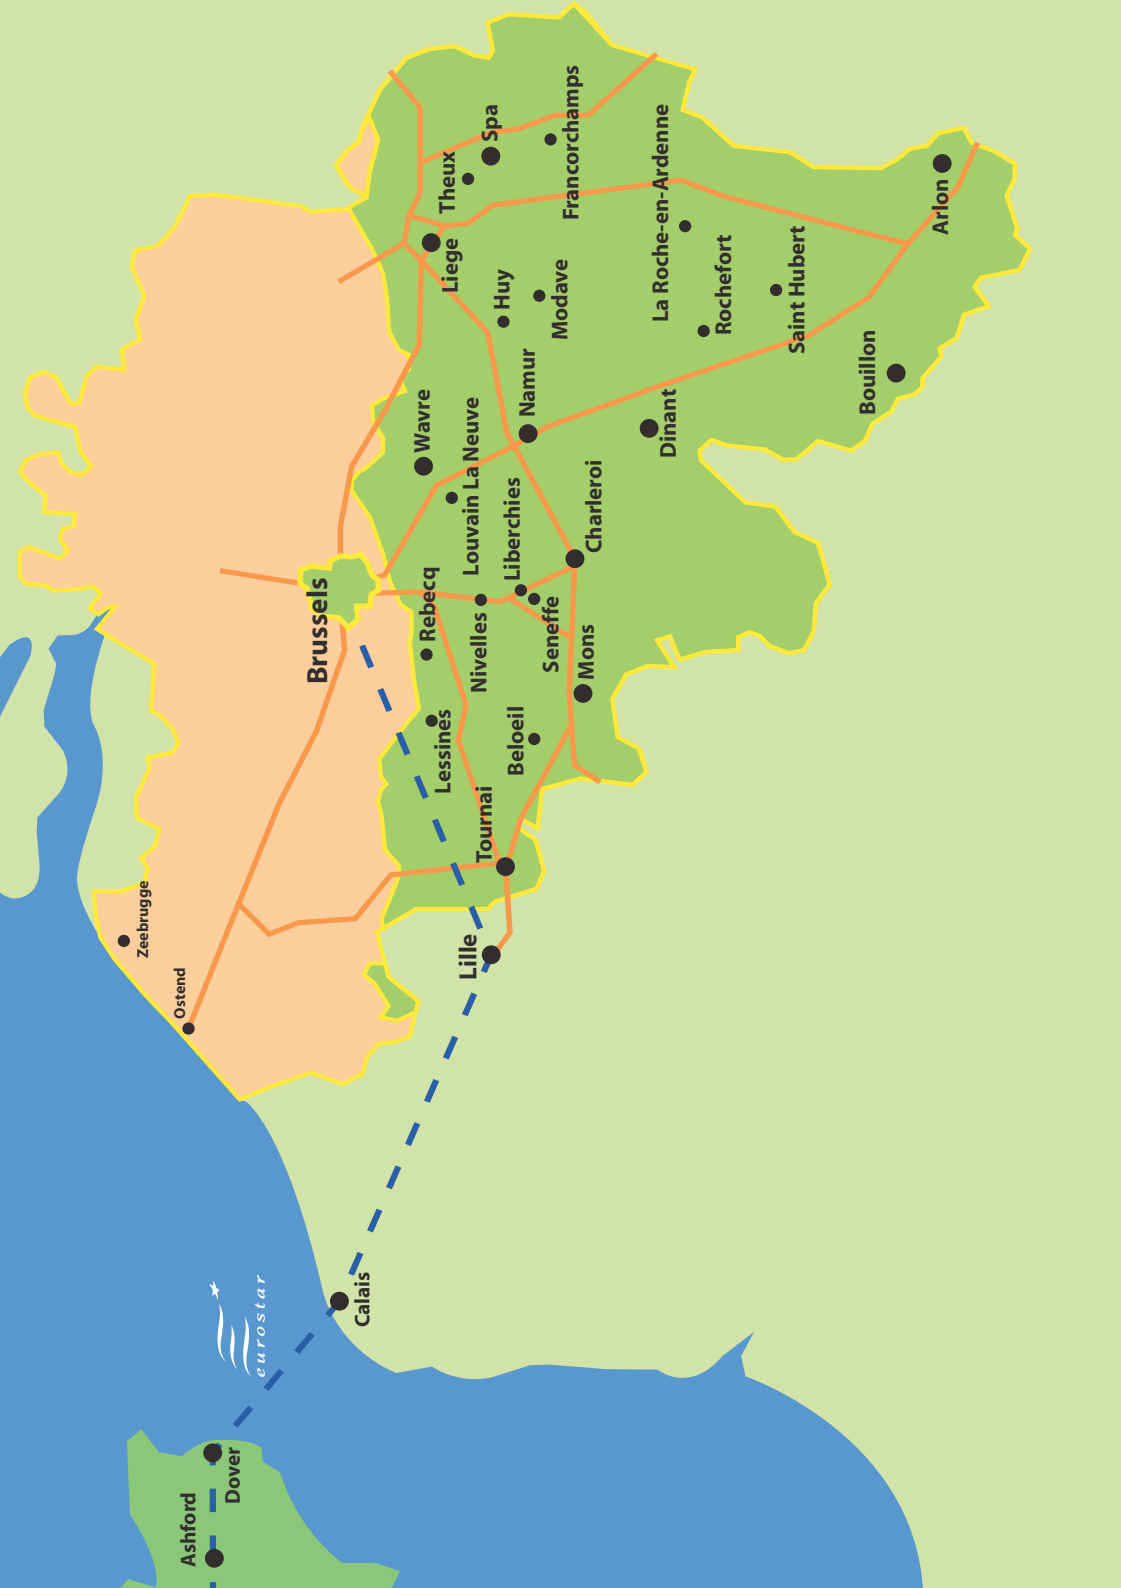 Zeebrugge
Ostend
Brussels
Ashford
Dover
eurostar
Calais
Lille
Tournai
Lessines
Beloeil
Rebecq
Nivelles
Seneffe
Mons
Liberchies
Charleroi
Louvain La Neuve
Wavre
Namur
Dinant
Huy
Modave
Liege
Theux
Spa
Francorchamps
La Roche-en-Ardenne
Rochefort
Saint Hubert
Bouillon
Arlon